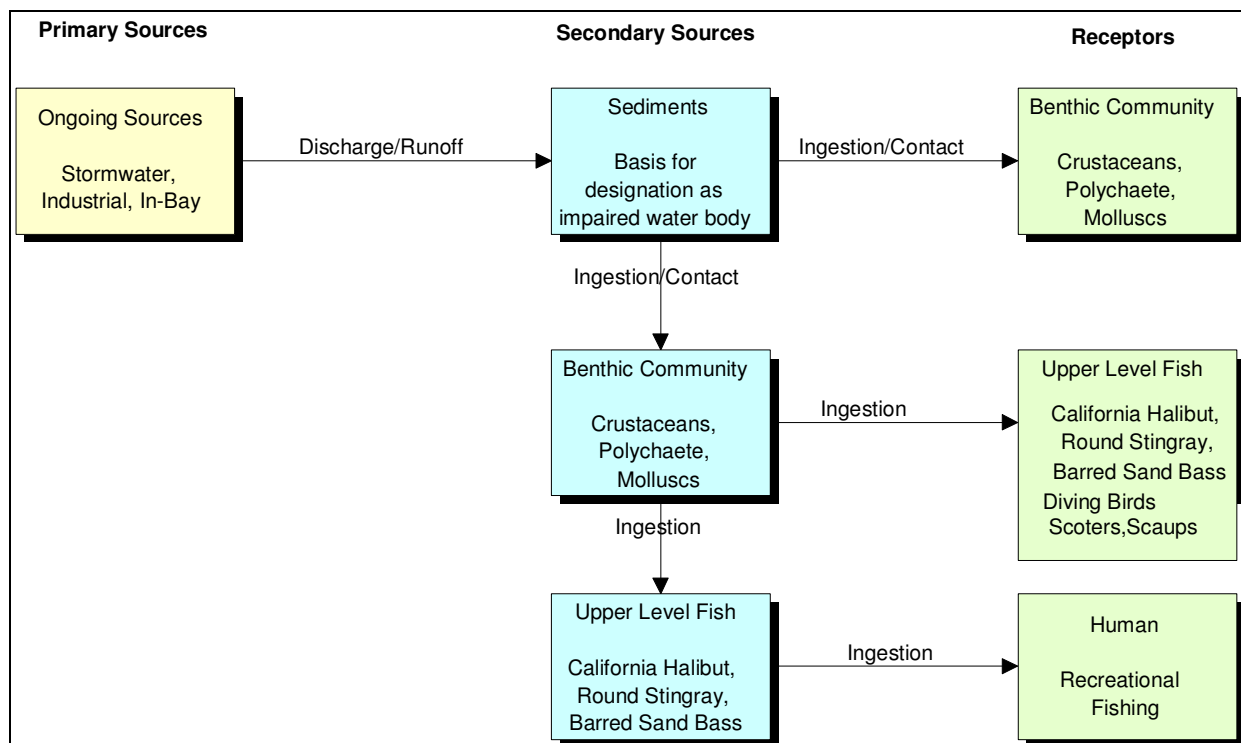 Primary Sources
Secondary Sources
Receptors
Ongoing Sources
Stormwater,
Industrial, In-Bay
Discharge/Runoff
Sediments
Basis for
designation as
impaired water body
Ingestion/Contact
Benthic Community
Crustaceans,
Polychaete,
Molluscs
Ingestion/Contact
Benthic Community
Crustaceans,
Polychaete,
Molluscs
Ingestion
Upper Level Fish
California Halibut,
Round Stingray,
Barred Sand Bass
Diving Birds
Scoters,Scaups
Ingestion
Upper Level Fish
California Halibut,
Round Stingray,
Barred Sand Bass
Ingestion
Human
Recreational
Fishing